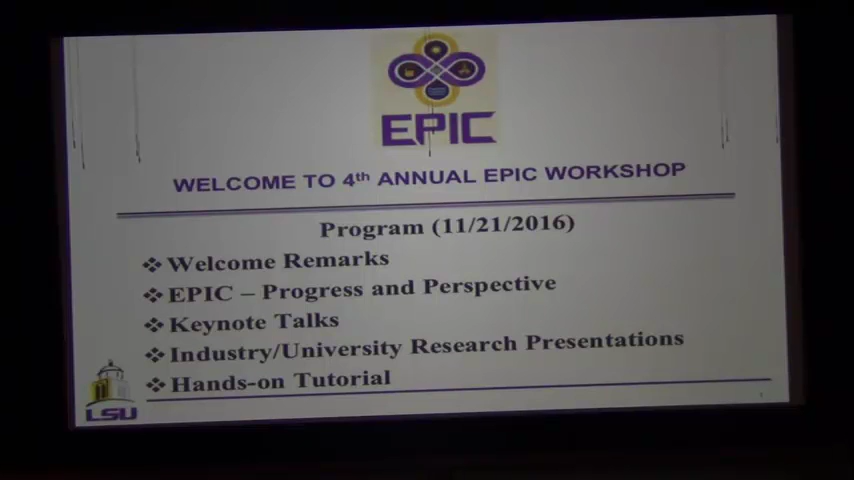 EPIC
WELCOME TO 4th ANNUAL EPIC WORKSHOP
Program (11/21/2016)
❖ Welcome Remarks
❖ EPIC – Progress and Perspective
❖ Keynote Talks
❖ Industry/University Research Presentations
❖ Hands-on Tutorial
LSU